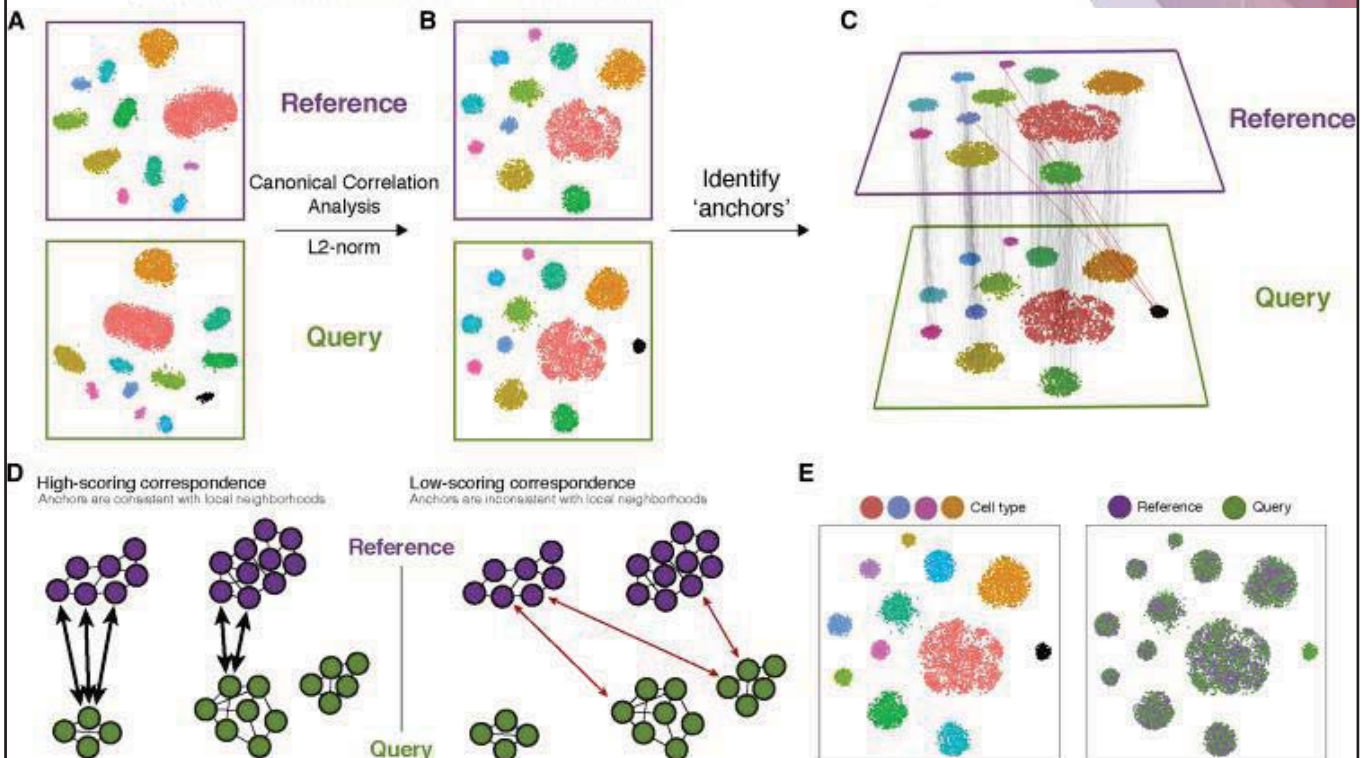 A
B
C
Reference
Canonical Correlation
Analysis
L2-norm
Query
Identify
'anchors'
Reference
Query
D
High-scoring correspondence
Anchors are consistent with local neighborhoods
Low-scoring correspondence
Anchors are inconsistent with local neighborhoods
Reference
Query
E
Cell type
Reference
Query